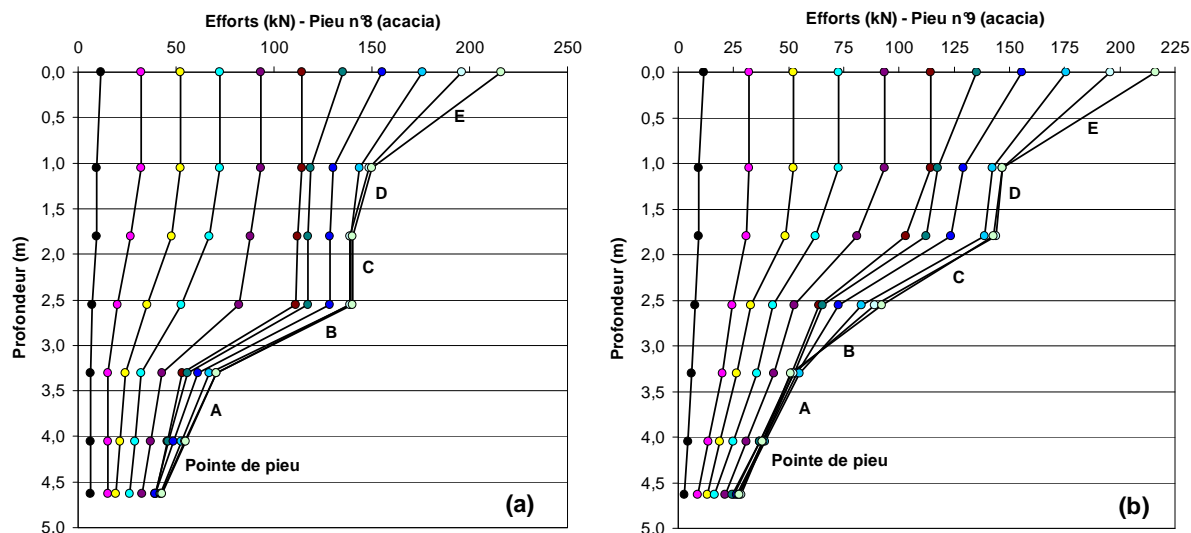 Efforts (kN) - Pieu n°8 (acacia)
0 50 100 150 200 250
0,0
0,5
1,0
1,5
2,0
2,5
3,0
3,5
4,0
4,5
5,0
Profondeur (m)
E
D
C
B
A
Pointe de pieu
(a)
Efforts (kN) - Pieu n°9 (acacia)
0 25 50 75 100 125 150 175 200 225
0,0
0,5
1,0
1,5
2,0
2,5
3,0
3,5
4,0
4,5
5,0
Profondeur (m)
E
D
C
B
A
Pointe de pieu
(b)